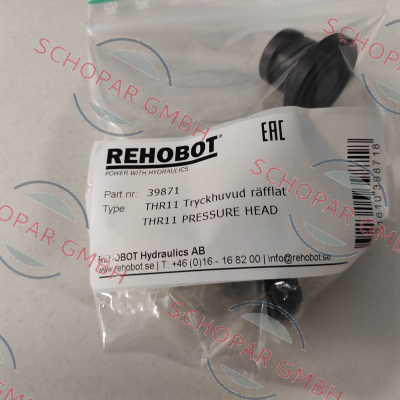 REHOBOT®
POWER WITH HYDRAULICS
EAC
Part nr: 39871
Type: THR11 Tryckhuvud räfflat
THR11 PRESSURE HEAD
REHOBOT Hydraulics AB
www.rehobot.se | T: +46 (0)16 - 16 82 00 | info@rehobot.se
SCHOPAR GMBH
SCHOPAR GMBH
SCHOPAR GMBH
SCHOPAR GMBH
SCHOPAR GMBH